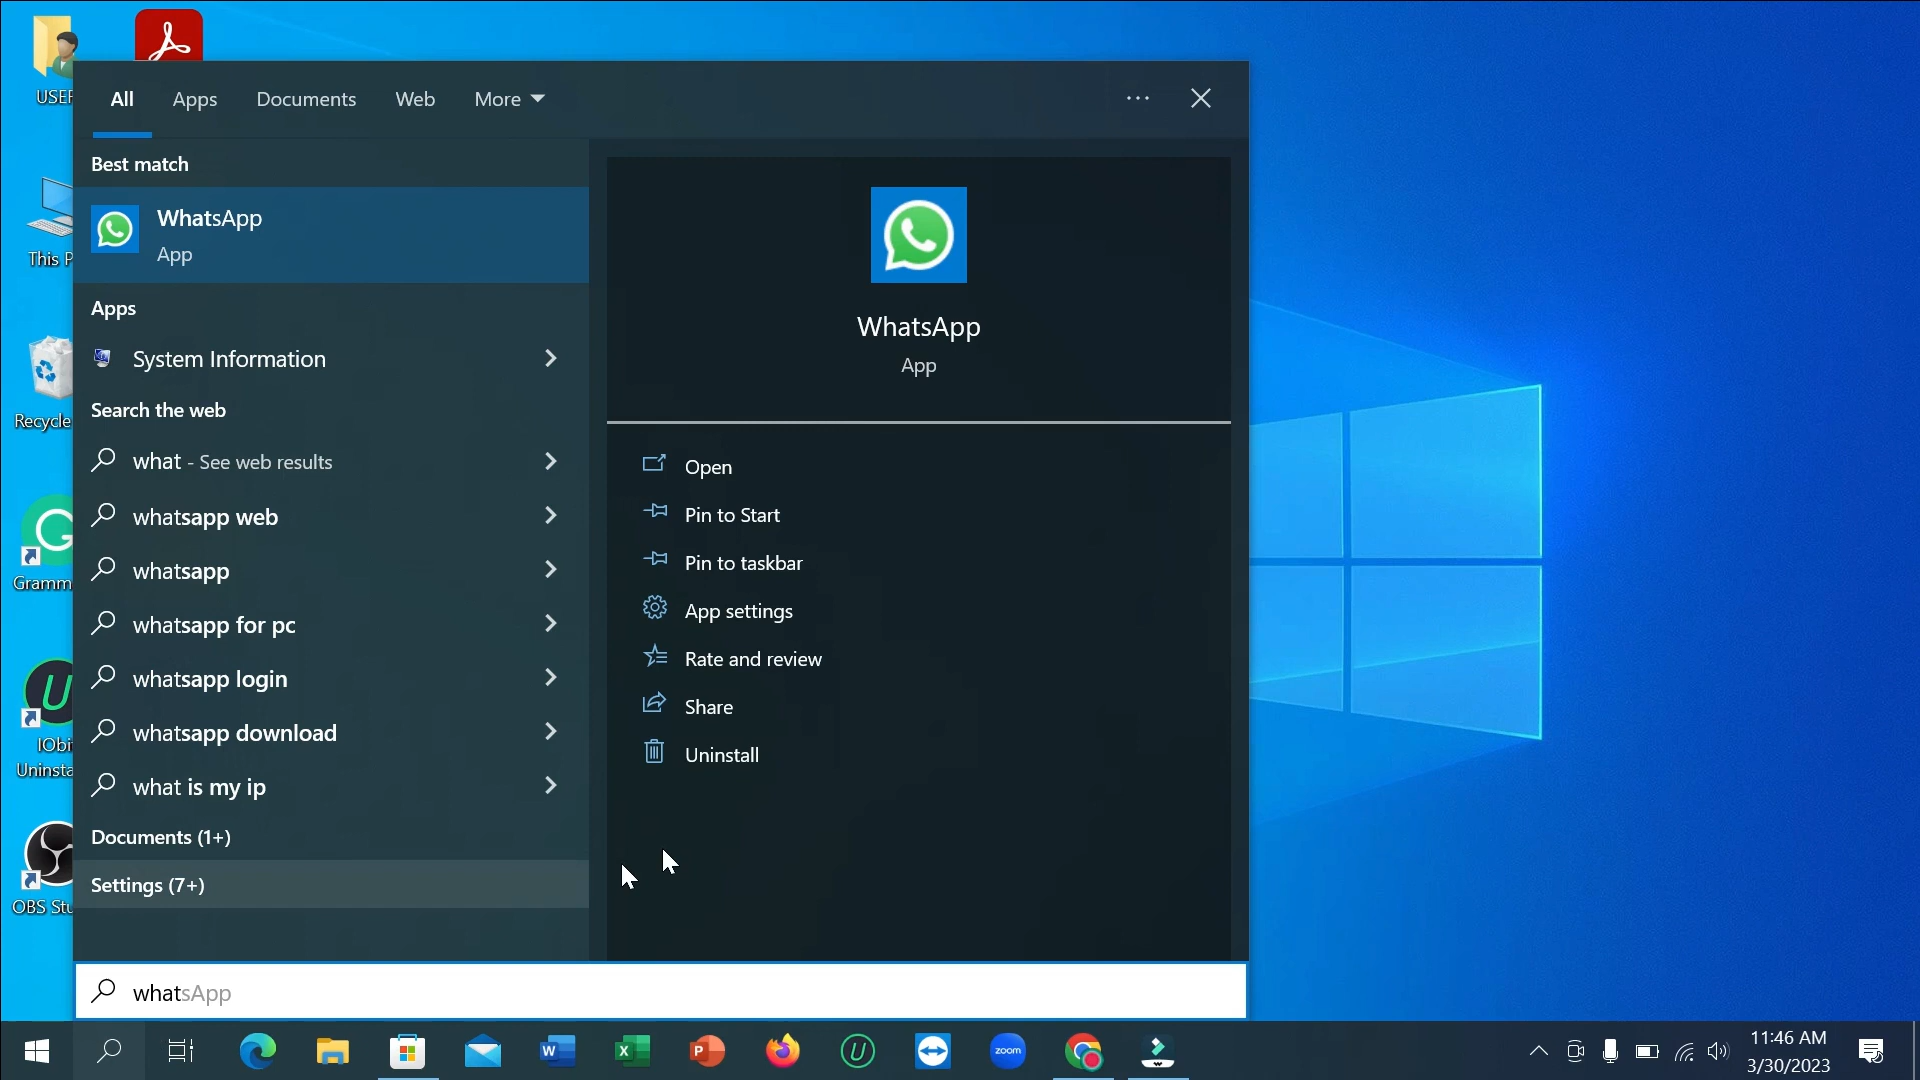 USER
This P
Recycle
Gramm
IObi
Uninsta
OBS Stu
All Apps Documents Web More
Best match
WhatsApp
App
Apps
System Information
Search the web
what - See web results
whatsapp web
whatsapp
whatsapp for pc
whatsapp login
whatsapp download
what is my ip
Documents (1+)
Settings (7+)
WhatsApp
App
Open
Pin to Start
Pin to taskbar
App settings
Rate and review
Share
Uninstall
whatsApp
W
X
P
U
zoom
11:46 AM
3/30/2023